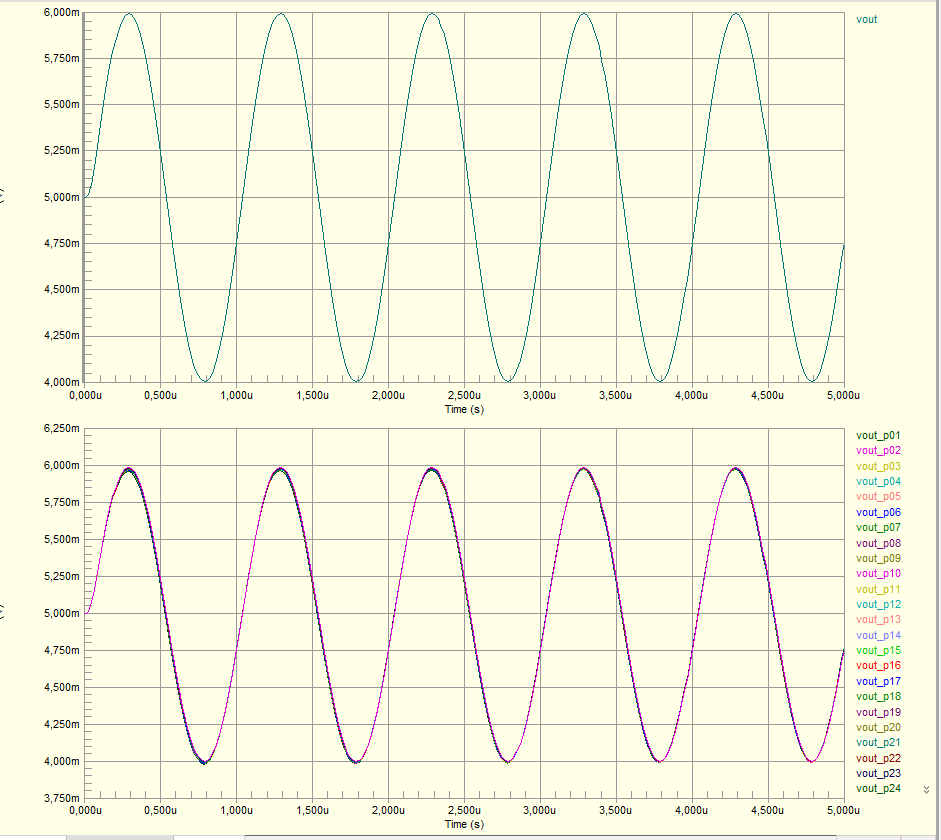 6,000m
vout
5,750m
5,500m
5,250m
5,000m
4,750m
4,500m
4,250m
4,000m
0,000u 0,500u 1,000u 1,500u 2,000u 2,500u 3,000u 3,500u 4,000u 4,500u 5,000u
Time (s)
6,250m
6,000m
5,750m
5,500m
5,250m
5,000m
4,750m
4,500m
4,250m
4,000m
3,750m
0,000u 0,500u 1,000u 1,500u 2,000u 2,500u 3,000u 3,500u 4,000u 4,500u 5,000u
Time (s)
vout_p01
vout_p02
vout_p03
vout_p04
vout_p05
vout_p06
vout_p07
vout_p08
vout_p09
vout_p10
vout_p11
vout_p12
vout_p13
vout_p14
vout_p15
vout_p16
vout_p17
vout_p18
vout_p19
vout_p20
vout_p21
vout_p22
vout_p23
vout_p24